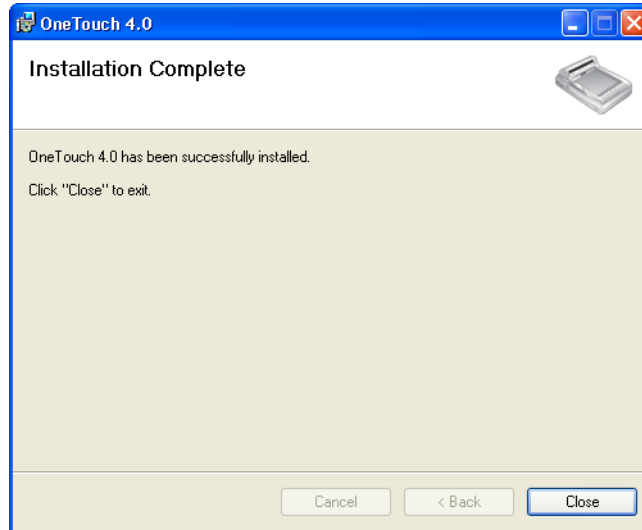 OneTouch 4.0
Installation Complete
OneTouch 4.0 has been successfully installed.
Click "Close" to exit.
Cancel
< Back
Close